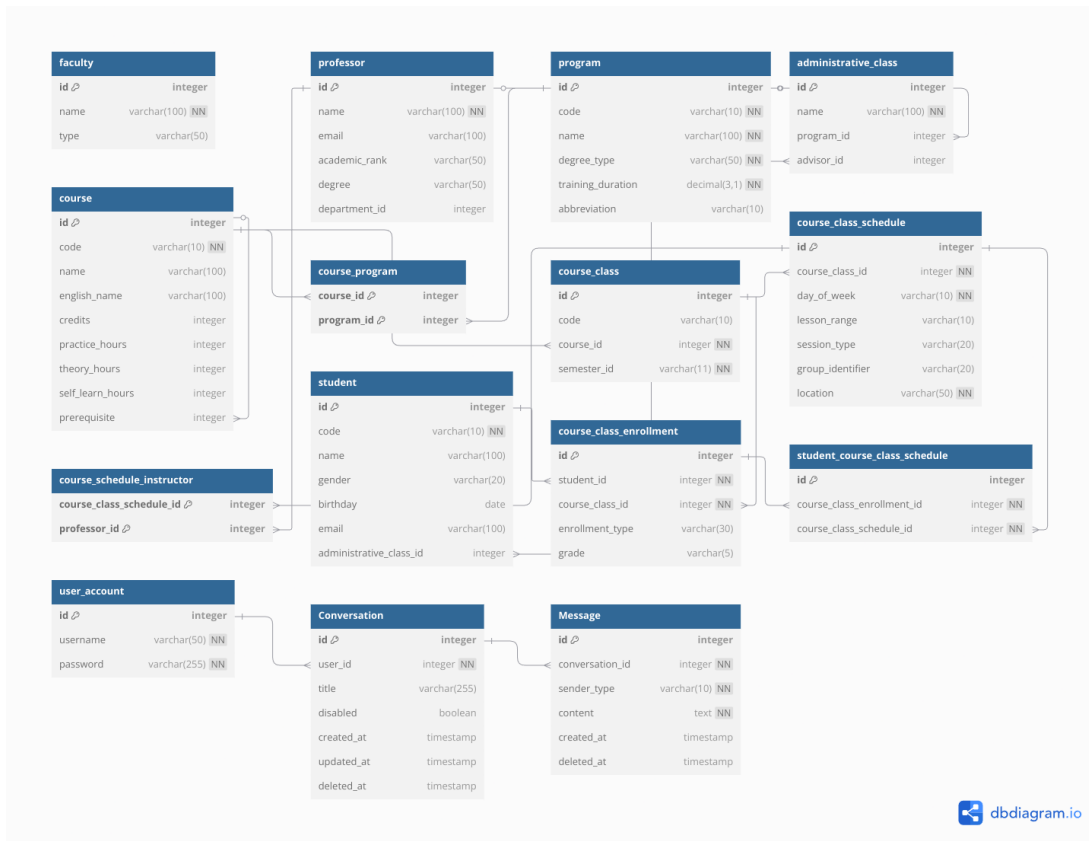 faculty
id integer
name varchar(100) NN
type varchar(50)
professor
id integer
name varchar(100) NN
email varchar(100)
academic_rank varchar(50)
degree varchar(50)
department_id integer
program
id integer
code varchar(10) NN
name varchar(100) NN
degree_type varchar(50) NN
training_duration decimal(3,1) NN
abbreviation varchar(10)
administrative_class
id integer
name varchar(100) NN
program_id integer
advisor_id integer
course
id integer
code varchar(10) NN
name varchar(100)
english_name varchar(100)
credits integer
practice_hours integer
theory_hours integer
self_learn_hours integer
prerequisite integer
course_program
course_id integer
program_id integer
course_class
id integer
code varchar(10)
course_id integer NN
semester_id varchar(11) NN
course_class_schedule
id integer
course_class_id integer NN
day_of_week varchar(10) NN
lesson_range varchar(10)
session_type varchar(20)
group_identifier varchar(20)
location varchar(50) NN
student
id integer
code varchar(10) NN
name varchar(100)
gender varchar(20)
birthday date
email varchar(100)
administrative_class_id integer
course_class_enrollment
id integer
student_id integer NN
course_class_id integer NN
enrollment_type varchar(30)
grade varchar(5)
student_course_class_schedule
id integer
course_class_enrollment_id integer NN
course_class_schedule_id integer NN
course_schedule_instructor
course_class_schedule_id integer
professor_id integer
user_account
id integer
username varchar(50) NN
password varchar(255) NN
Conversation
id integer
user_id integer NN
title varchar(255)
disabled boolean
created_at timestamp
updated_at timestamp
deleted_at timestamp
Message
id integer
conversation_id integer NN
sender_type varchar(10) NN
content text NN
created_at timestamp
deleted_at timestamp
dbdiagram.io